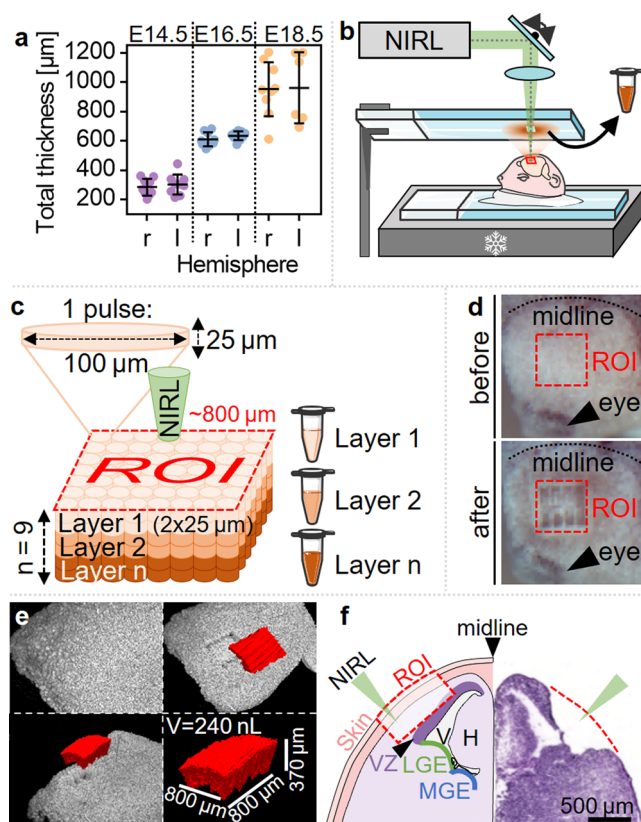 a
E14.5 E16.5 E18.5
Total thickness [µm]
1200
1000
800
600
400
200
r l r l r l
Hemisphere
b
NIRL
c
1 pulse:
25 µm
100 µm
NIRL
~800 µm
ROI
Layer 1
Layer 2
Layer n
n = 9
Layer 1 (2x25 µm)
Layer 2
Layer n
d
before
midline
ROI
eye
after
midline
ROI
eye
e
V=240 nL
370 µm
800 µm
800 µm
f
midline
NIRL
ROI
Skin
V
H
VZ
LGE
MGE
500 µm